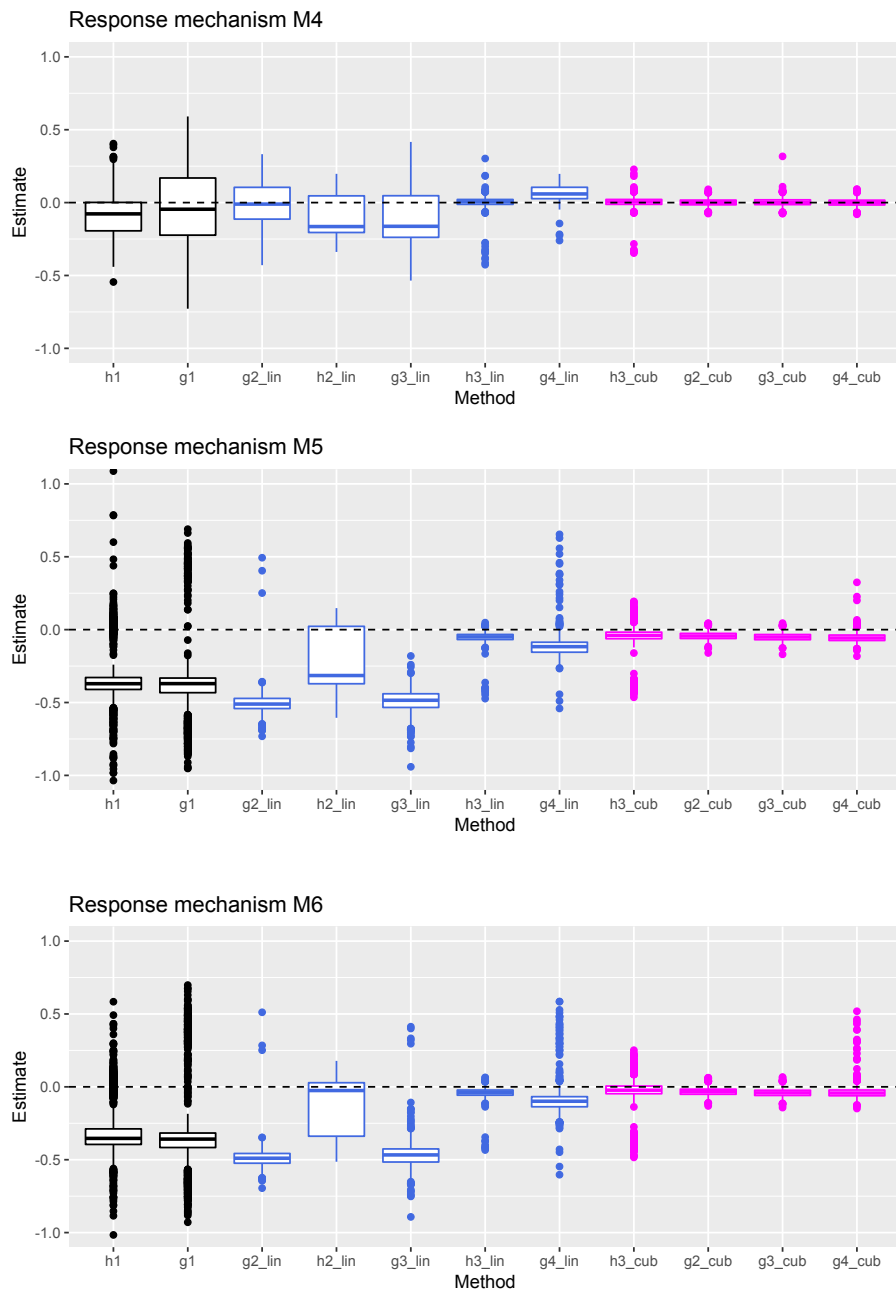 Response mechanism M4
1.0
0.5
0.0
-0.5
-1.0
Estimate
h1 g1 g2_lin h2_lin g3_lin h3_lin g4_lin h3_cub g2_cub g3_cub g4_cub
Method
Response mechanism M5
1.0
0.5
0.0
-0.5
-1.0
Estimate
h1 g1 g2_lin h2_lin g3_lin h3_lin g4_lin h3_cub g2_cub g3_cub g4_cub
Method
Response mechanism M6
1.0
0.5
0.0
-0.5
-1.0
Estimate
h1 g1 g2_lin h2_lin g3_lin h3_lin g4_lin h3_cub g2_cub g3_cub g4_cub
Method